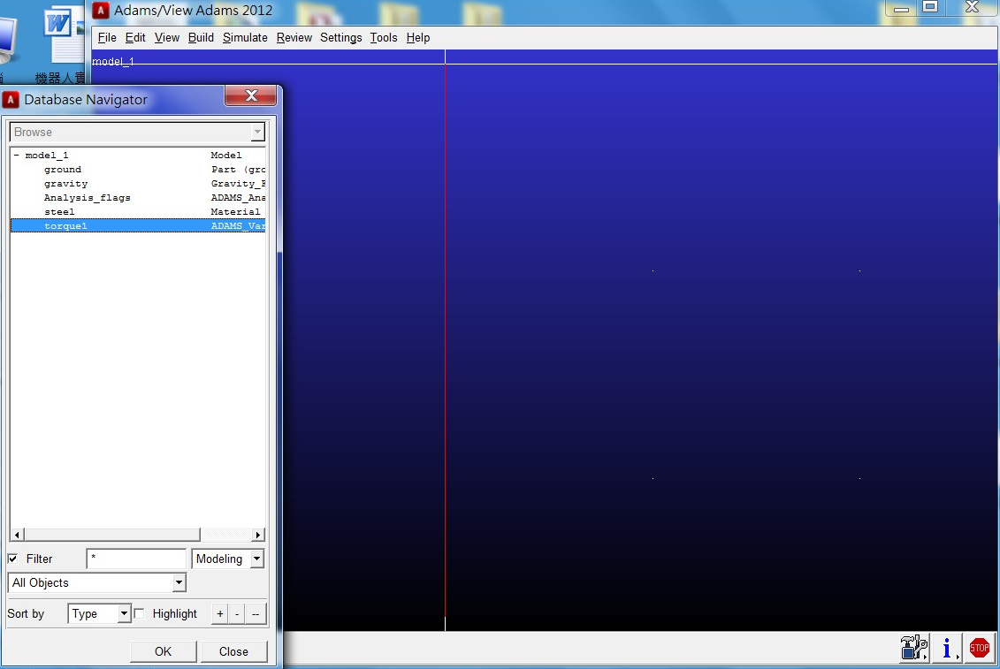 Adams/View Adams 2012
File Edit View Build Simulate Review Settings Tools Help
model_1
機器人實
Database Navigator
Browse
- model_1 Model
ground Part (gro
gravity Gravity_F
Analysis_flags ADAMS_Ana
steel Material
torque1 ADAMS_Var
Filter * Modeling
All Objects
Sort by Type Highlight + - --
OK Close
i STOP